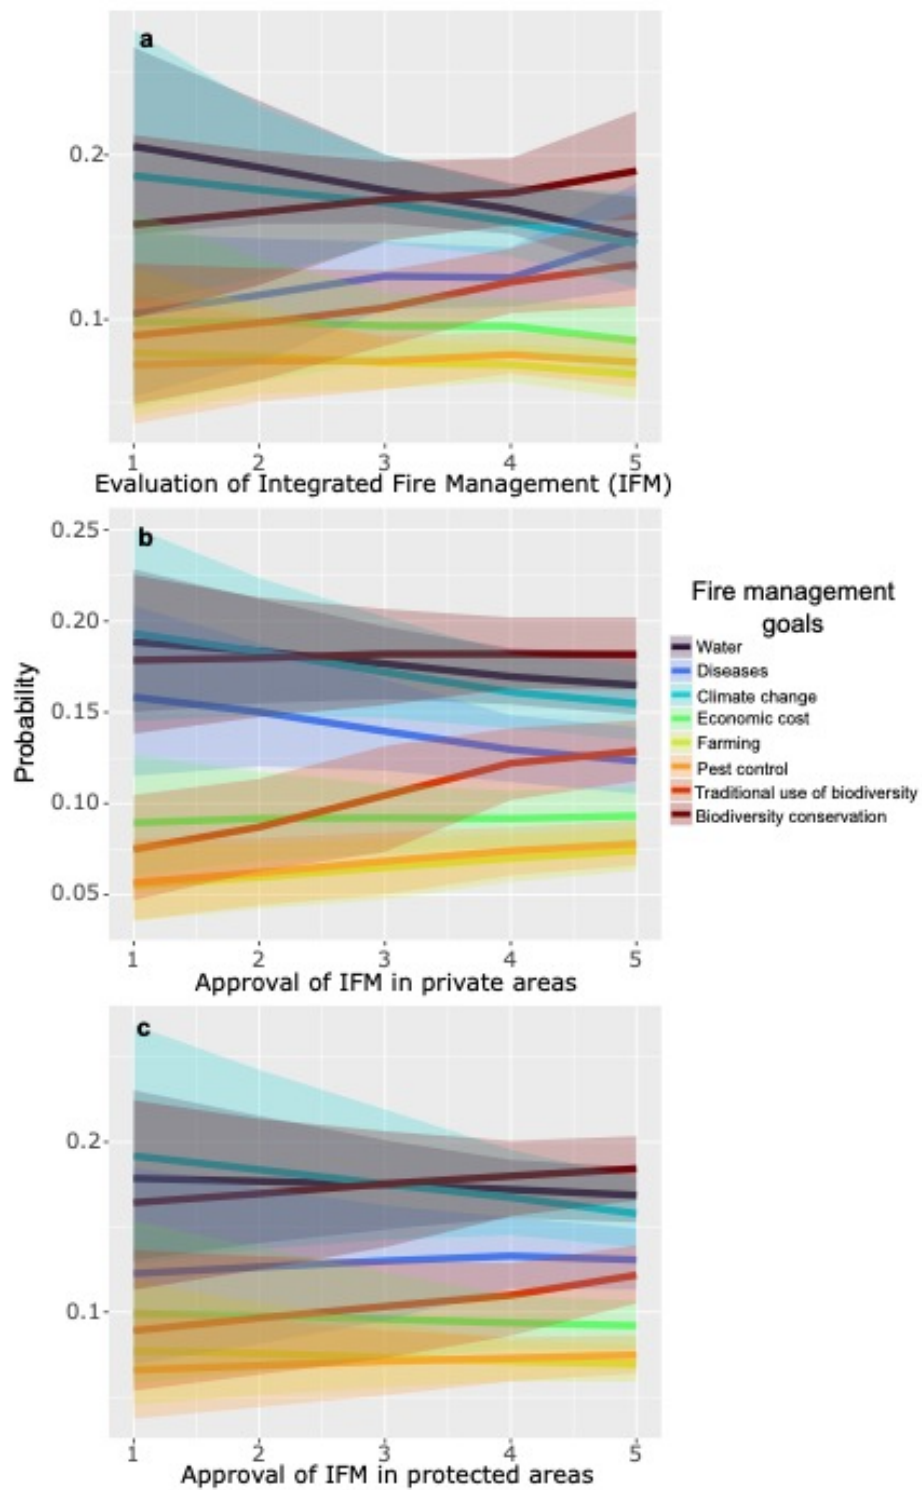 a
0.2
0.1
1 2 3 4 5
Evaluation of Integrated Fire Management (IFM)
b
0.25
0.20
0.15
0.10
0.05
Probability
1 2 3 4 5
Approval of IFM in private areas
Fire management
goals
Water
Diseases
Climate change
Economic cost
Farming
Pest control
Traditional use of biodiversity
Biodiversity conservation
c
0.2
0.1
1 2 3 4 5
Approval of IFM in protected areas